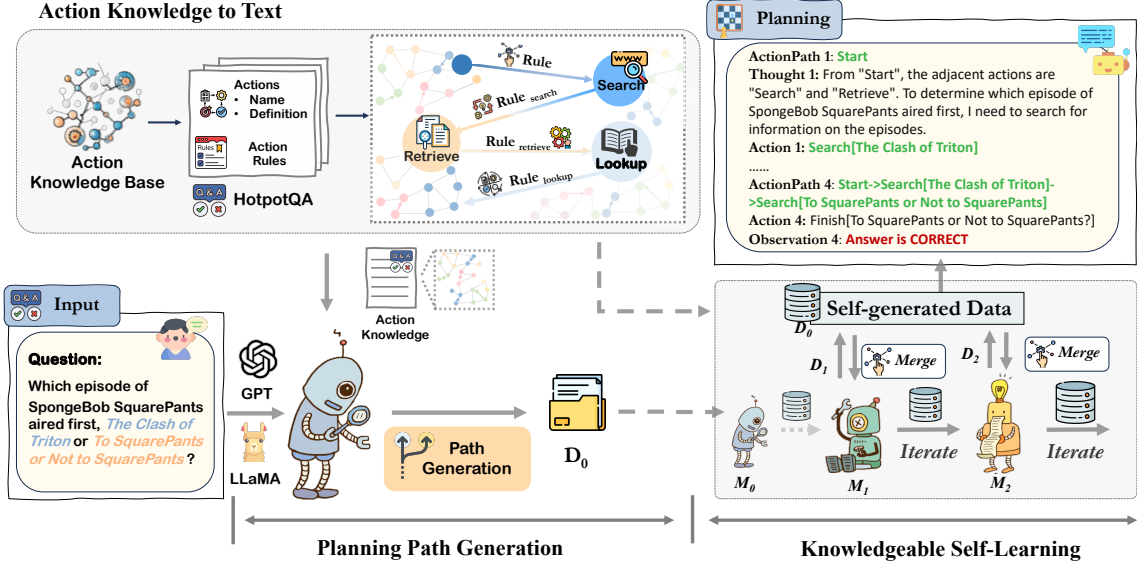 Action Knowledge to Text
Action
Knowledge Base
Actions
• Name
• Definition
Rules
Action
Rules
Q & A
HotpotQA
Rule
WWW
Search
Rule search
Retrieve
Rule retrieve
Lookup
Rule lookup
Planning
ActionPath 1: Start
Thought 1: From "Start", the adjacent actions are
"Search" and "Retrieve". To determine which episode of
SpongeBob SquarePants aired first, I need to search for
information on the episodes.
Action 1: Search[The Clash of Triton]
......
ActionPath 4: Start->Search[The Clash of Triton]-
>Search[To SquarePants or Not to SquarePants]
Action 4: Finish[To SquarePants or Not to SquarePants?]
Observation 4: Answer is CORRECT
Q & A
Action
Knowledge
Q & A
Input
Question:
Which episode of
SpongeBob SquarePants
aired first, The Clash of
Triton or To SquarePants
or Not to SquarePants ?
GPT
LLaMA
Path
Generation
D0
Self-generated Data
D0
D1
Merge
D2
Merge
Iterate
Iterate
M0
M1
M2
Planning Path Generation
Knowledgeable Self-Learning